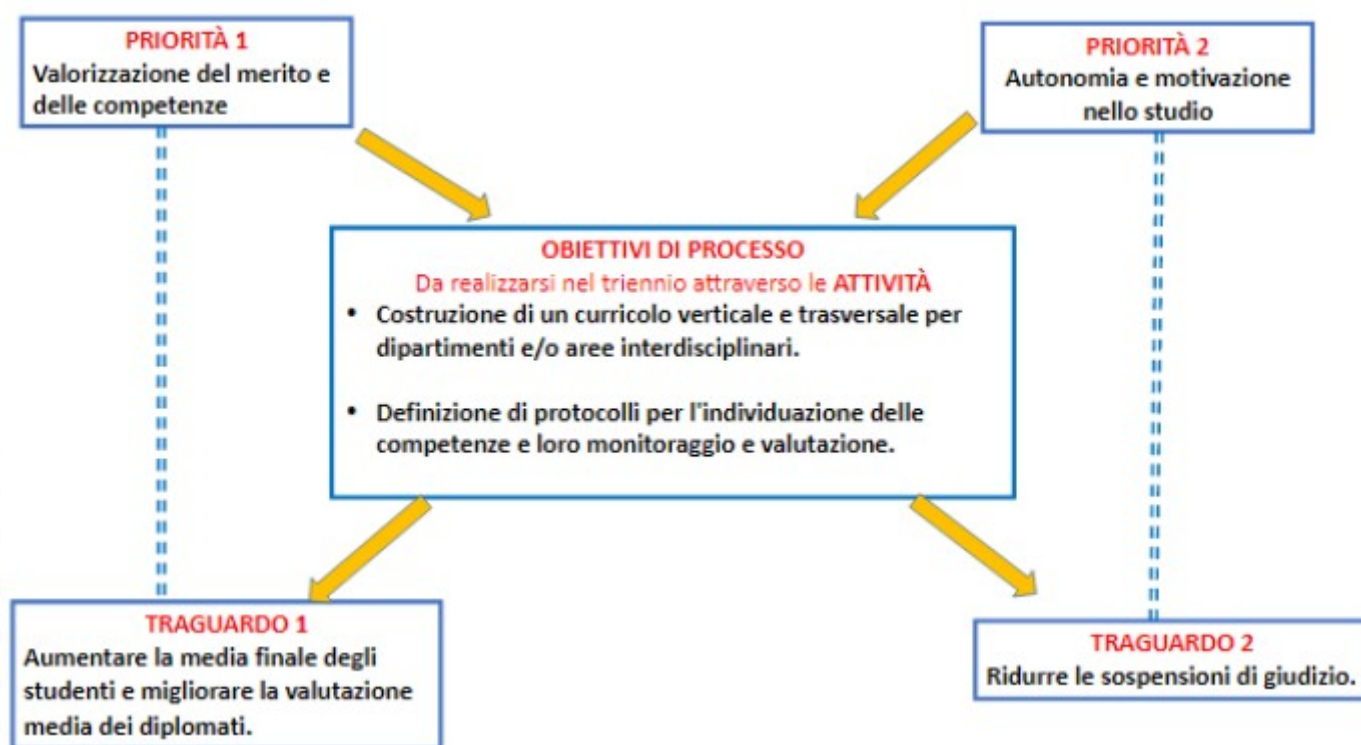 PRIORITÀ 1
Valorizzazione del merito e
delle competenze
PRIORITÀ 2
Autonomia e motivazione
nello studio
OBIETTIVI DI PROCESSO
Da realizzarsi nel triennio attraverso le ATTIVITÀ
• Costruzione di un curricolo verticale e trasversale per
dipartimenti e/o aree interdisciplinari.
• Definizione di protocolli per l'individuazione delle
competenze e loro monitoraggio e valutazione.
TRAGUARDO 1
Aumentare la media finale degli
studenti e migliorare la valutazione
media dei diplomati.
TRAGUARDO 2
Ridurre le sospensioni di giudizio.